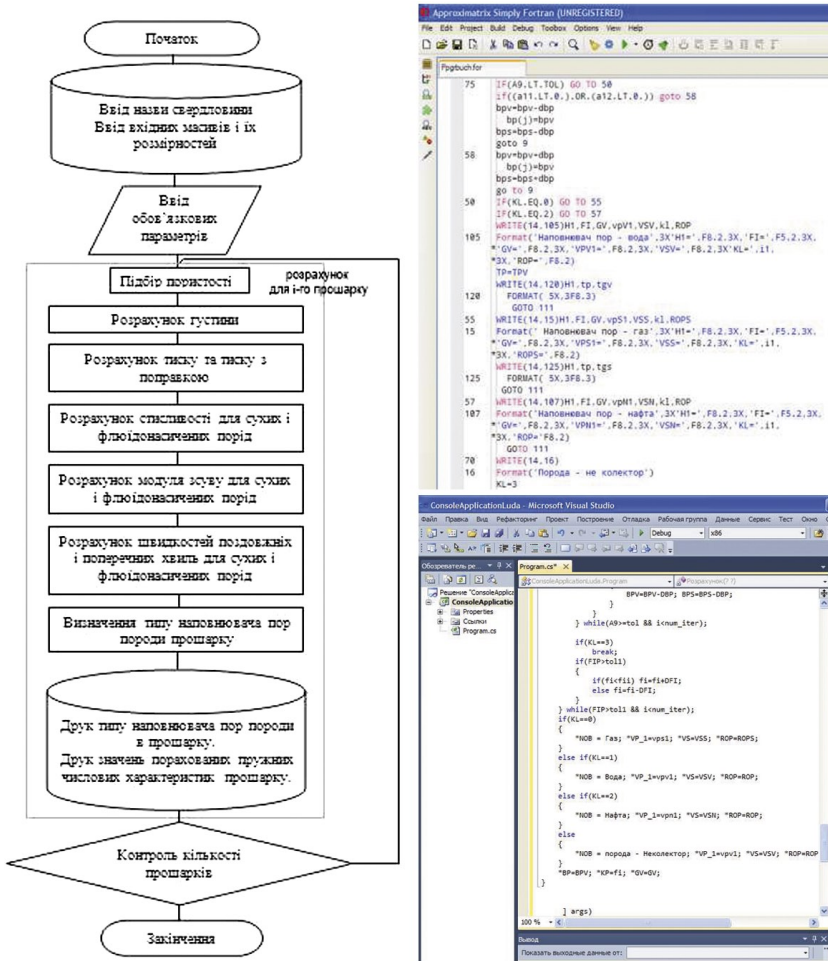 Початок
Ввід назви свердловини
Ввід вхідних масивів і їх
розмірностей
Ввід
обов’язкових
параметрів
розрахунок
для i-го прошарку
Підбір пористості
Розрахунок густини
Розрахунок тиску та тиску з
поправкою
Розрахунок стисливості для сухих і
флюїдонасичених порід
Розрахунок модуля зсуву для сухих
і флюїдонасичених порід
Розрахунок швидкостей поздовжніх
і поперечних хвиль для сухих і
флюїдонасичених порід
Визначення типу наповнювача пор
породи прошарку
Друк типу наповнювача пор породи
в прошарку.
Друк значень порахованих пружних
числових характеристик прошарку.
Контроль кількості
прошарків
Закінчення
Approximatrix Simply Fortran (UNREGISTERED)
File Edit Project Build Debug Toolbox Options View Help
Ppgrbuch.for
75 IF(A9.LT.TOL) GO TO 50
if((a11.LT.0.).OR.(a12.LT.0.)) goto 58
bpv=bpv-dbp
bp(j)=bpv
bps=bps-dbp
goto 9
58 bpv=bpv+dbp
bp(j)=bpv
bps=bps+dbp
go to 9
50 IF(KL.EQ.0) GO TO 55
IF(KL.EQ.2) GO TO 57
WRITE(14,105)H1,FI,GV,vpV1,VSV,kl,ROP
105 Format('Наповнювач пор - вода',3X'H1=',F8.2,3X,'FI=',F5.2,3X,
*'GV=',F8.2,3X,'VPV1=',F8.2,3X,'VSV=',F8.2,3X'KL=',i1,
*3X,'ROP=',F8.2)
TP=TPV
WRITE(14,120)H1,tp,tgv
120 FORMAT( 5X,3F8.3)
GOTO 111
55 WRITE(14,15)H1,FI,GV,vpS1,VSS,kl,ROPS
15 Format(' Наповнювач пор - газ',3X'H1=',F8.2,3X,'FI=',F5.2,3X,
*'GV=',F8.2,3X,'VPS1=',F8.2,3X,'VSS=',F8.2,3X,'KL=',i1,
*3X,'ROPS=',F8.2)
WRITE(14,125)H1,tp,tgs
125 FORMAT( 5X,3F8.3)
GOTO 111
57 WRITE(14,107)H1,FI,GV,vpN1,VSN,kl,ROP
107 Format('Наповнювач пор - нафта',3X'H1=',F8.2,3X,'FI=',F5.2,3X,
*'GV=',F8.2,3X,'VPN1=',F8.2,3X,'VSN=',F8.2,3X,'KL=',i1,
*3X,'ROP='F8.2)
GOTO 111
70 WRITE(14,16)
16 Format('Порода - не колектор')
KL=3
ConsoleApplicationLuda - Microsoft Visual Studio
Файл Правка Вид Рефакторинг Проект Построение Отладка Рабочая группа Данные Сервис Тест Окно
Debug x86
Обозреватель ре...
Решение "ConsoleApplica
ConsoleApplication
Properties
Ссылки
Program.cs
Program.cs*
ConsoleApplicationLuda.Program
Розрахунок(? ?)
BPV=BPV-DBP; BPS=BPS-DBP;
}
}
} while(A9>=tol && i<num_iter);
if(KL==3)
break;
if(FIP>tol1)
{
if(fi<fii) fi=fi+DFI;
else fi=fi-DFI;
}
} while(FIP>tol1 && i<num_iter);
if(KL==0)
{
*NOB = Газ; *VP_1=vps1; *VS=VSS; *ROP=ROPS;
}
else if(KL==1)
{
*NOB = Вода; *VP_1=vpv1; *VS=VSV; *ROP=ROP;
}
else if(KL==2)
{
*NOB = Нафта; *VP_1=vpn1; *VS=VSN; *ROP=ROP;
}
else
{
*NOB = порода - Неколектор; *VP_1=vpv1; *VS=VSV; *ROP=ROP
}
*BP=BPV; *KP=fi; *GV=GV;
}
] args)
100 %
Вывод
Показать выходные данные от: